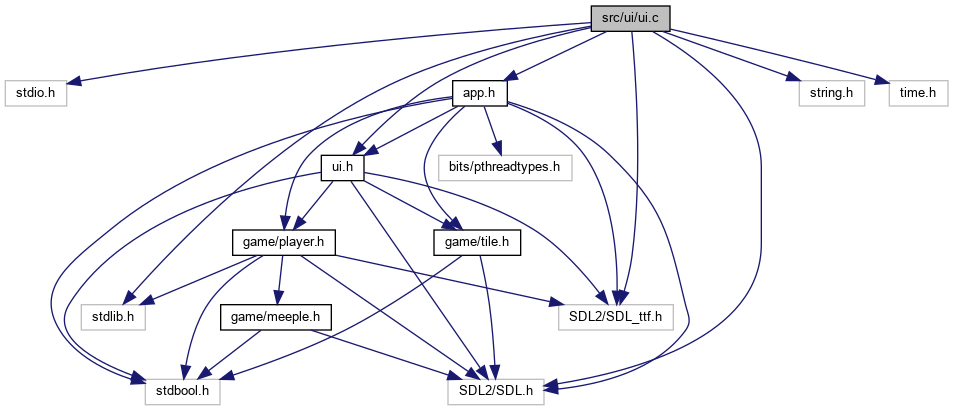 src/ui/ui.c
stdio.h
app.h
string.h
time.h
ui.h
bits/pthreadtypes.h
game/player.h
game/tile.h
stdlib.h
game/meeple.h
SDL2/SDL_ttf.h
stdbool.h
SDL2/SDL.h